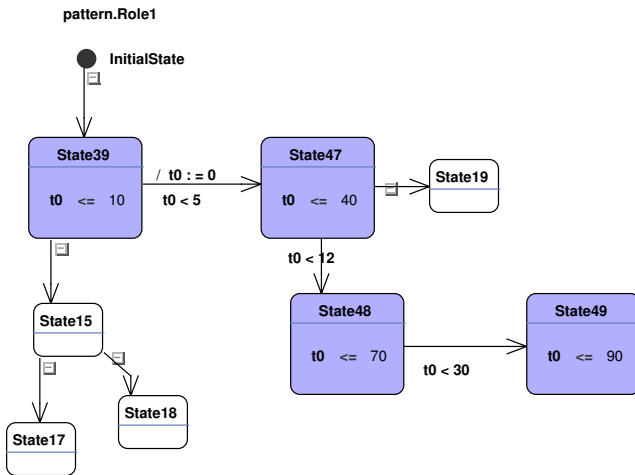 pattern.Role1
InitialState
State39
t0 <= 10
/ t0 : = 0
t0 < 5
State47
t0 <= 40
State19
t0 < 12
State15
State48
t0 <= 70
t0 < 30
State49
t0 <= 90
State18
State17